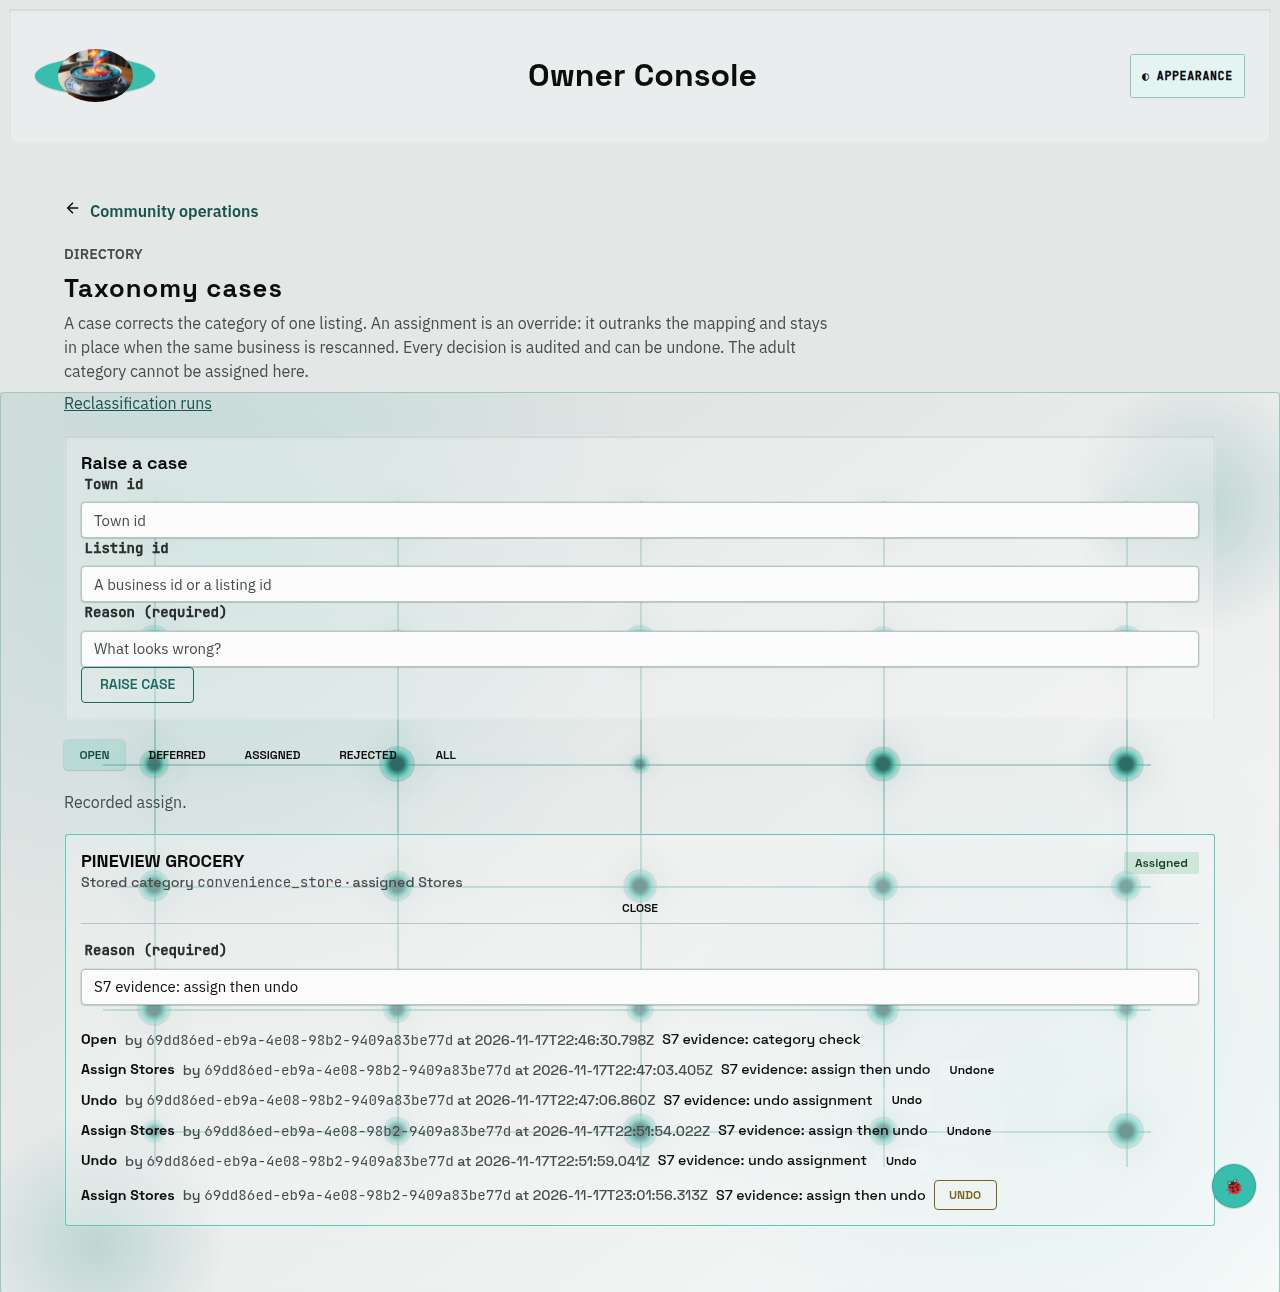 Owner Console
◐ APPEARANCE
← Community operations
DIRECTORY
Taxonomy cases
A case corrects the category of one listing. An assignment is an override: it outranks the mapping and stays
in place when the same business is rescanned. Every decision is audited and can be undone. The adult
category cannot be assigned here.
Reclassification runs
Raise a case
Town id
Town id
Listing id
A business id or a listing id
Reason (required)
What looks wrong?
RAISE CASE
OPEN DEFERRED ASSIGNED REJECTED ALL
Recorded assign.
PINEVIEW GROCERY Assigned
Stored category convenience_store · assigned Stores
CLOSE
Reason (required)
S7 evidence: assign then undo
Open by 69dd86ed-eb9a-4e08-98b2-9409a83be77d at 2026-11-17T22:46:30.798Z S7 evidence: category check
Assign Stores by 69dd86ed-eb9a-4e08-98b2-9409a83be77d at 2026-11-17T22:47:03.405Z S7 evidence: assign then undo Undone
Undo by 69dd86ed-eb9a-4e08-98b2-9409a83be77d at 2026-11-17T22:47:06.860Z S7 evidence: undo assignment Undo
Assign Stores by 69dd86ed-eb9a-4e08-98b2-9409a83be77d at 2026-11-17T22:51:54.022Z S7 evidence: assign then undo Undone
Undo by 69dd86ed-eb9a-4e08-98b2-9409a83be77d at 2026-11-17T22:51:59.041Z S7 evidence: undo assignment Undo
Assign Stores by 69dd86ed-eb9a-4e08-98b2-9409a83be77d at 2026-11-17T23:01:56.313Z S7 evidence: assign then undo UNDO